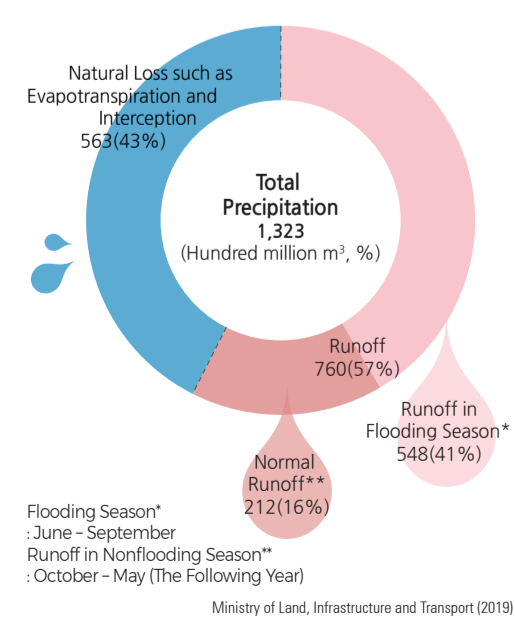 Natural Loss such as
Evapotranspiration and
Interception
563(43%)
Total
Precipitation
1,323
(Hundred million m³, %)
Runoff
760(57%)
Runoff in
Flooding Season*
548(41%)
Normal
Runoff**
212(16%)
Flooding Season*
: June – September
Runoff in Nonflooding Season**
: October – May (The Following Year)
Ministry of Land, Infrastructure and Transport (2019)